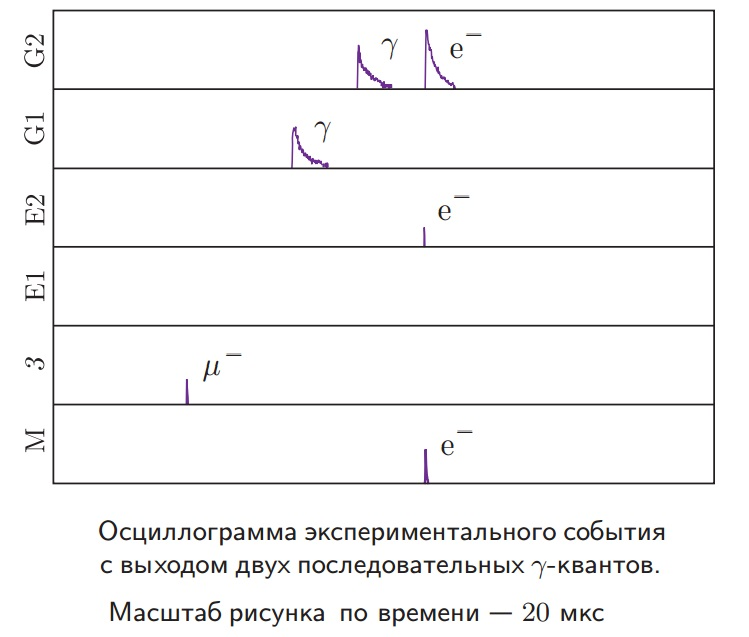 G2
γ
e⁻
G1
γ
E2
e⁻
E1
3
μ⁻
M
e⁻
Осциллограмма экспериментального события
с выходом двух последовательных γ-квантов.
Масштаб рисунка по времени — 20 мкс